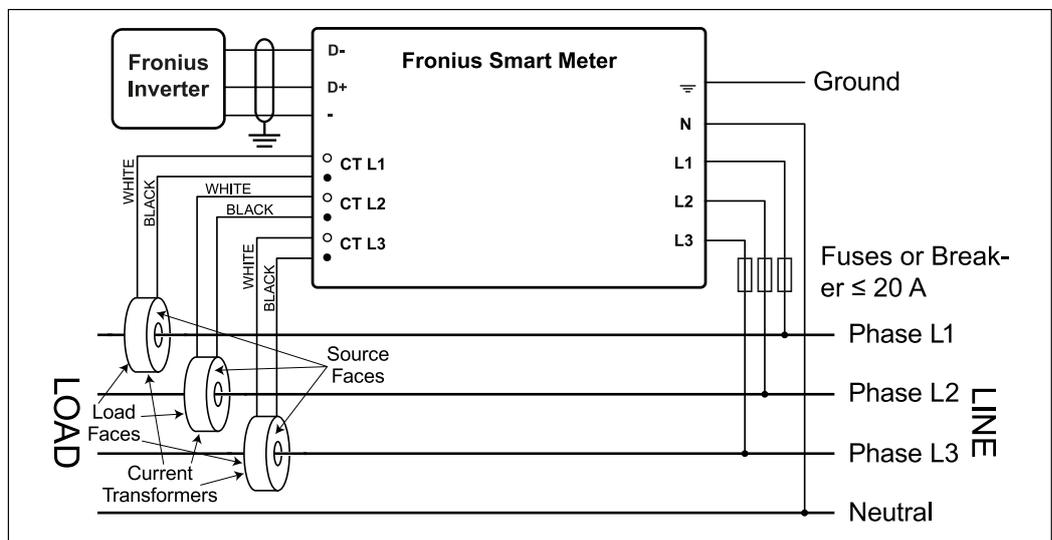 Fronius
Inverter
D-
D+
-
Fronius Smart Meter
Ground
N
L1
L2
L3
CT L1
CT L2
CT L3
WHITE
BLACK
WHITE
BLACK
WHITE
BLACK
Fuses or Break-
er ≤ 20 A
Phase L1
Phase L2
Phase L3
Neutral
LOAD
LINE
Source
Faces
Load
Faces
Current
Transformers